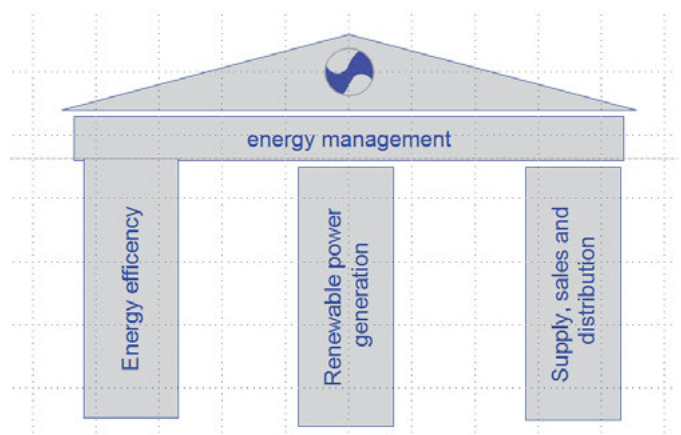 energy management
Energy efficency
Renewable power
generation
Supply, sales and
distribution